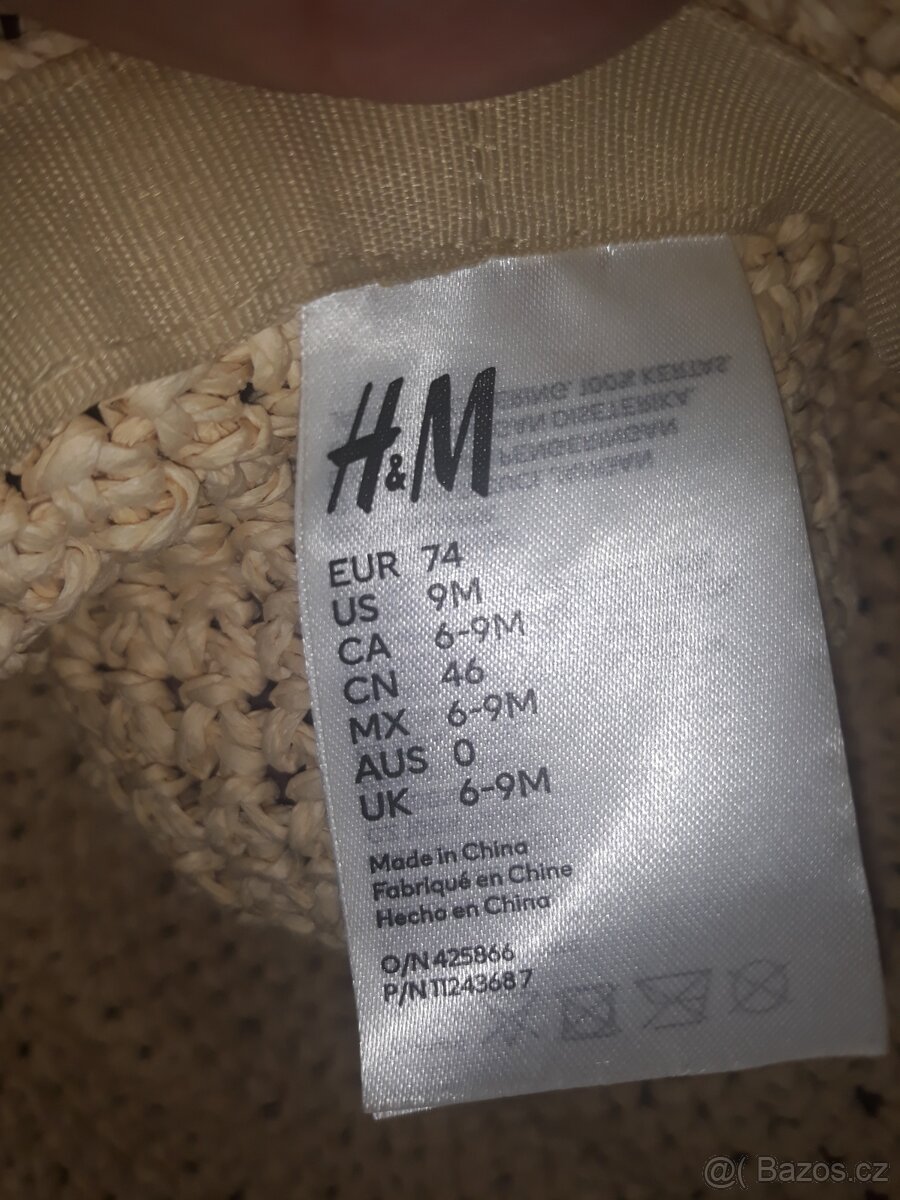 H&M
EUR 74
US 9M
CA 6-9M
CN 46
MX 6-9M
AUS 0
UK 6-9M
Made in China
Fabriqué en Chine
Hecho en China
O/N 425866
P/N 11243687
@( Bazos.cz